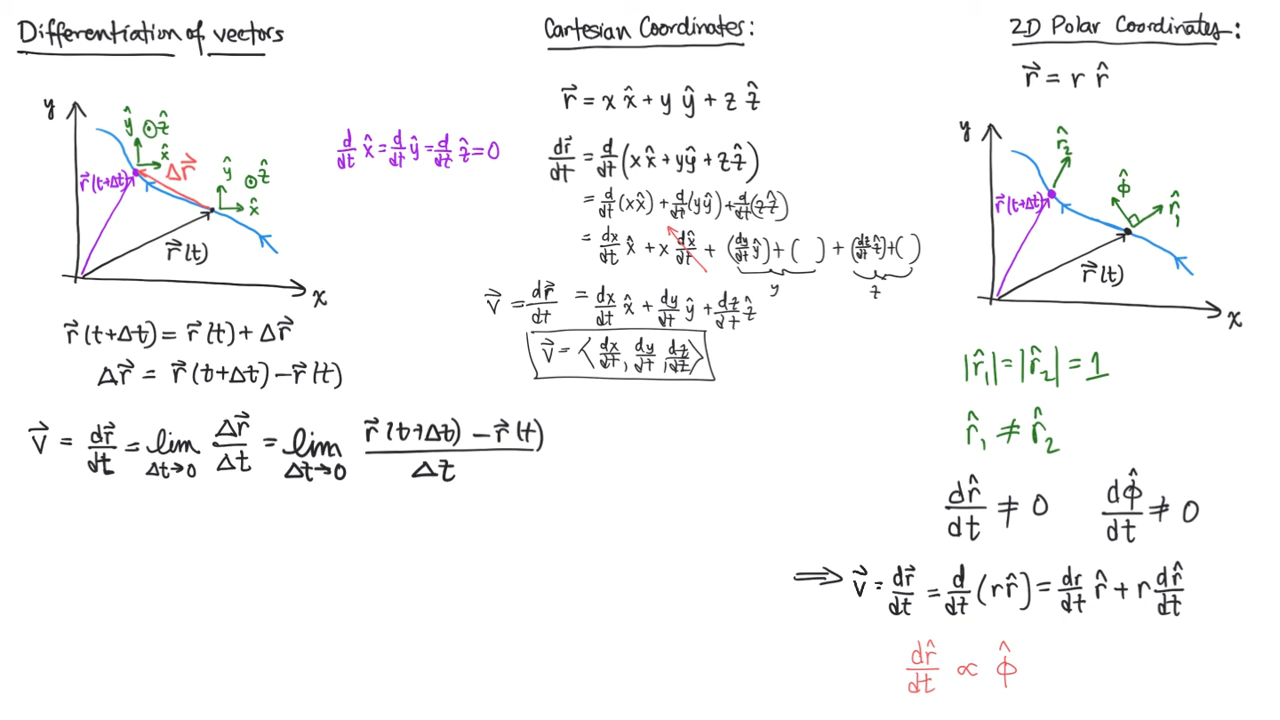 Differentiation of vectors
y
ŷ
⊙ẑ
x̂
Δr⃗
r⃗(t+Δt)
ŷ
⊙ẑ
x̂
r⃗(t)
x
r⃗(t+Δt) = r⃗(t) + Δr⃗
Δr⃗ = r⃗(t+Δt) - r⃗(t)
v⃗ = dr⃗/dt = lim Δt→0 Δr⃗/Δt = lim Δt→0 (r⃗(t+Δt) - r⃗(t))/Δt
d/dt x̂ = d/dt ŷ = d/dt ẑ = 0
Cartesian Coordinates:
r⃗ = x x̂ + y ŷ + z ẑ
dr⃗/dt = d/dt (x x̂ + y ŷ + z ẑ)
= d/dt (x x̂) + d/dt (y ŷ) + d/dt (z ẑ)
= dx/dt x̂ + x dx̂/dt + (dy/dt ŷ) + ( ) + (dz/dt ẑ) + ( )
y
z
v⃗ = dr⃗/dt = dx/dt x̂ + dy/dt ŷ + dz/dt ẑ
v⃗ = ⟨dx/dt, dy/dt, dz/dz⟩
2D Polar Coordinates:
r⃗ = r r̂
y
r̂₂
φ̂
r̂₁
r⃗(t+Δt)
r⃗(t)
x
|r̂₁| = |r̂₂| = 1
r̂₁ ≠ r̂₂
dr̂/dt ≠ 0 dφ̂/dt ≠ 0
⟹ v⃗ = dr⃗/dt = d/dt (r r̂) = dr/dt r̂ + r dr̂/dt
dr̂/dt ∝ φ̂